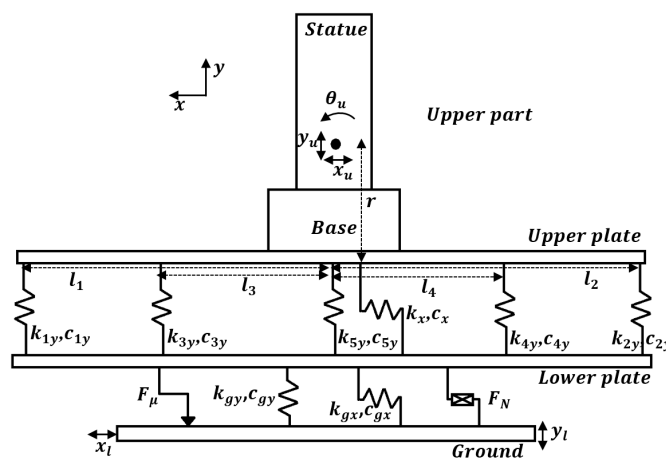 Statue
y
x
θu
Upper part
yu
xu
r
Base
Upper plate
l1
l3
l4
l2
k1y,c1y
k3y,c3y
k5y,c5y
kx,cx
k4y,c4y
k2y,c2y
Lower plate
Fμ
kgy,cgy
kgx,cgx
FN
xl
yl
Ground